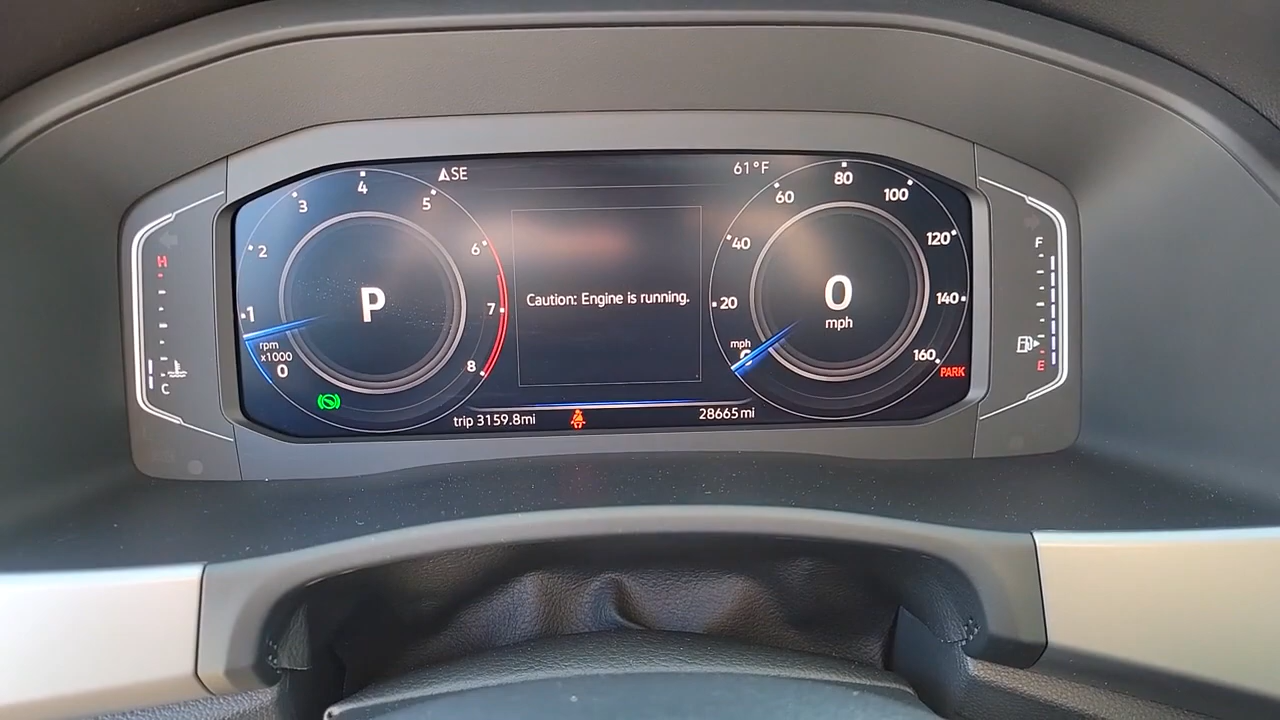 SE
61°F
4
3
5
2
6
1
7
rpm
x1000
0
8
P
Caution: Engine is running.
80
60
100
40
120
20
140
mph
0
160
0
mph
PARK
trip 3159.8mi
28665mi
H
C
F
E